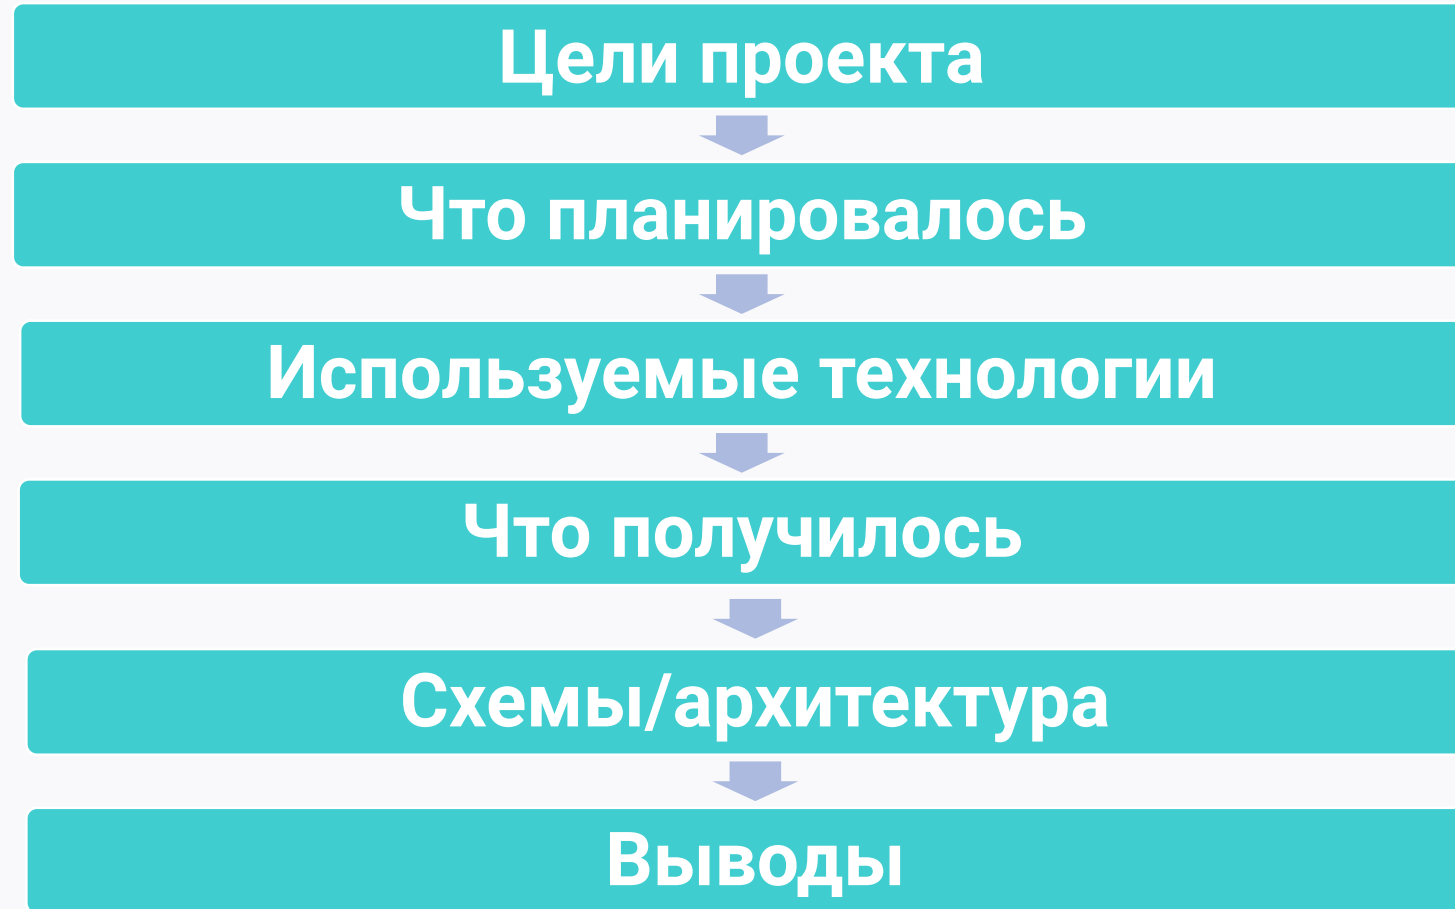 Цели проекта
Что планировалось
Используемые технологии
Что получилось
Схемы/архитектура
Выводы